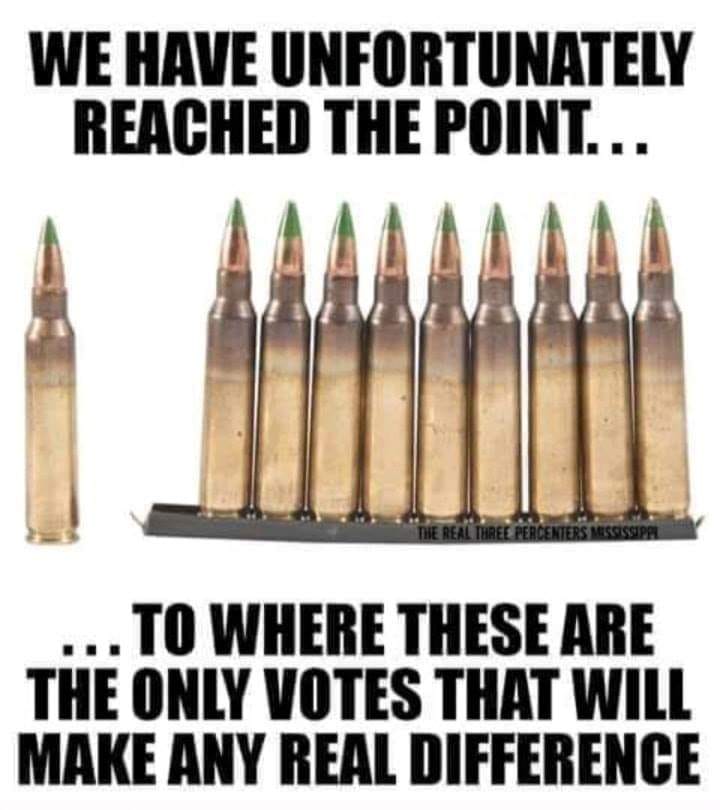 WE HAVE UNFORTUNATELY
REACHED THE POINT...
THE REAL THREE PERCENTERS MISSISSIPPI
...TO WHERE THESE ARE
THE ONLY VOTES THAT WILL
MAKE ANY REAL DIFFERENCE